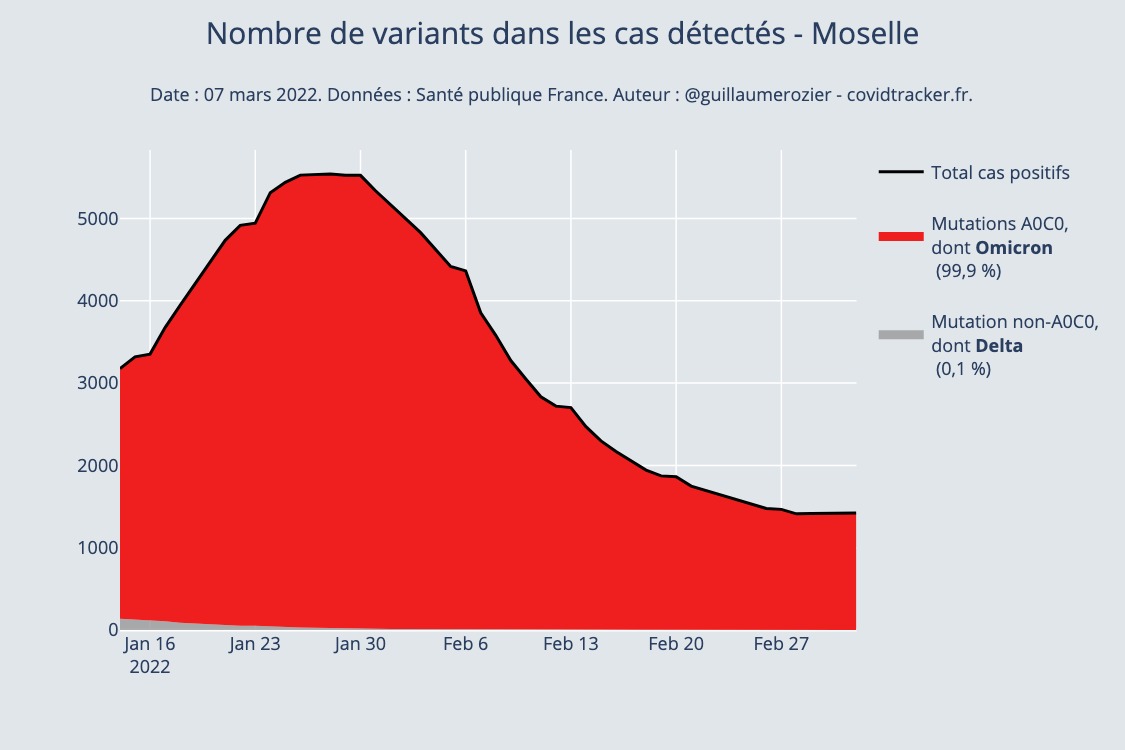 Nombre de variants dans les cas détectés - Moselle
Date : 07 mars 2022. Données : Santé publique France. Auteur : @guillaumerozier - covidtracker.fr.
Total cas positifs
Mutations A0C0,
dont Omicron
(99,9 %)
Mutation non-A0C0,
dont Delta
(0,1 %)
5000
4000
3000
2000
1000
0
Jan 16 Jan 23 Jan 30 Feb 6 Feb 13 Feb 20 Feb 27
2022